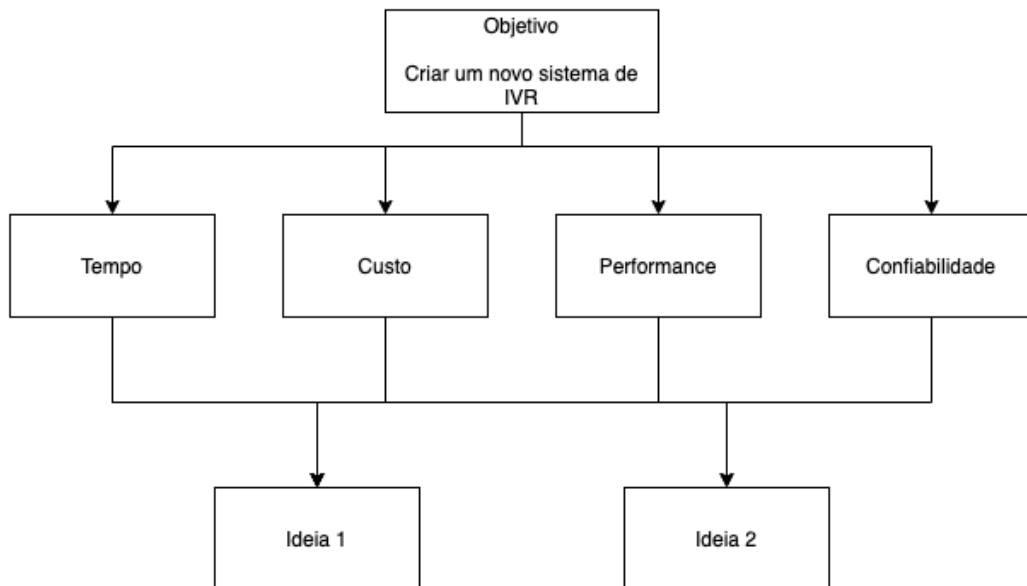 Objetivo
Criar um novo sistema de
IVR
Tempo
Custo
Performance
Confiabilidade
Ideia 1
Ideia 2